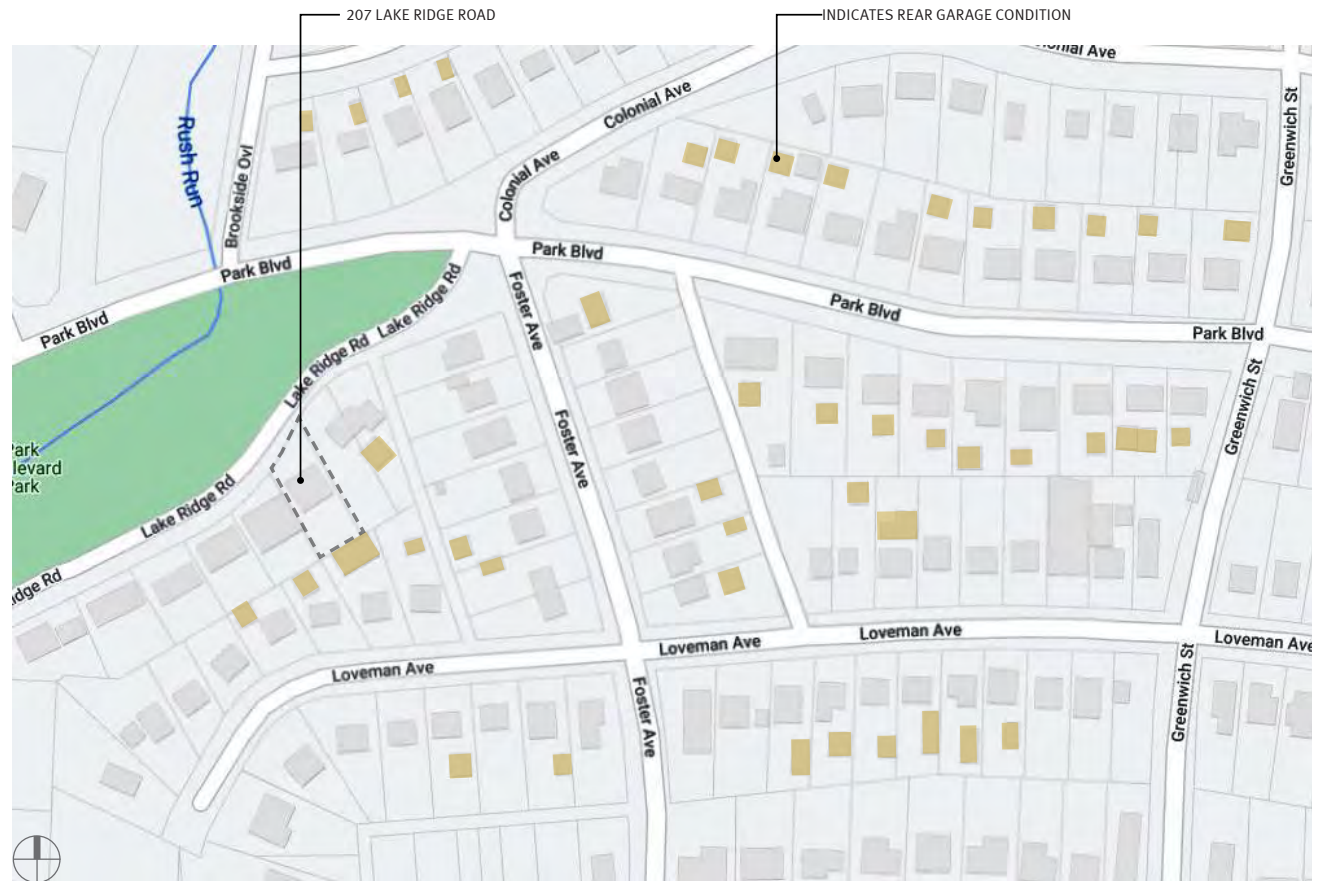 207 LAKE RIDGE ROAD
INDICATES REAR GARAGE CONDITION
Colonial Ave
Greenwich St
Rush Run
Brookside Ovl
Colonial Ave
Park Blvd
Park Blvd
Lake Ridge Rd
Foster Ave
Park Blvd
Park Blvd
Park Blvd
Lake Ridge Rd
Lake Ridge Rd
Greenwich St
Foster Ave
Park
Park
Lake Ridge Rd
idge Rd
Loveman Ave
Loveman Ave
Loveman Ave
Loveman Ave
Foster Ave
Greenwich St